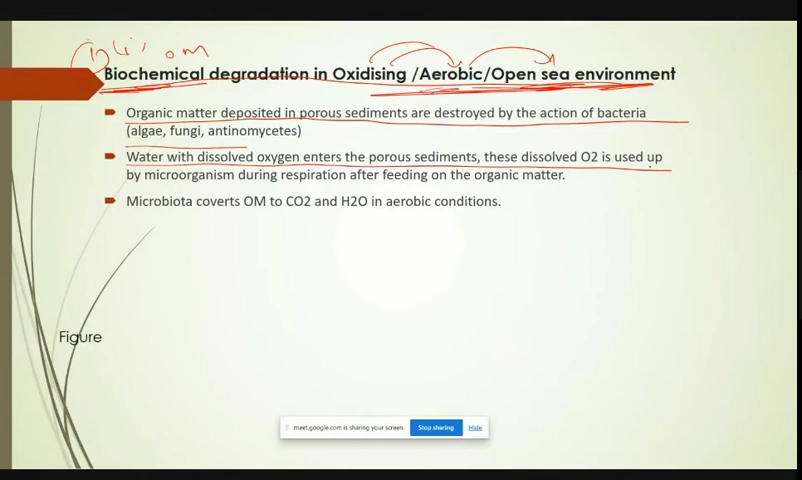 om
Biochemical degradation in Oxidising /Aerobic/Open sea environment
Organic matter deposited in porous sediments are destroyed by the action of bacteria
(algae, fungi, antinomycetes)
Water with dissolved oxygen enters the porous sediments, these dissolved O2 is used up
by microorganism during respiration after feeding on the organic matter.
Microbiota coverts OM to CO2 and H2O in aerobic conditions.
Figure
meet.google.com is sharing your screen. Stop sharing Hide